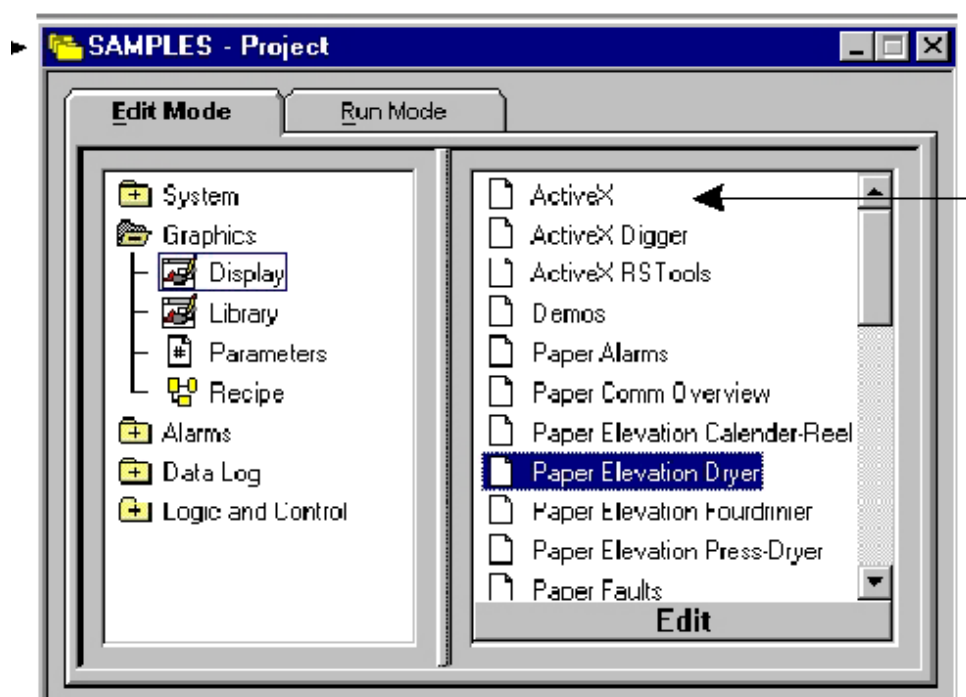 SAMPLES - Project
Edit Mode
Run Mode
System
Graphics
Display
Library
Parameters
Recipe
Alarms
Data Log
Logic and Control
ActiveX
ActiveX Digger
ActiveX RSTools
Demos
Paper Alarms
Paper Comm Overview
Paper Elevation Calender-Reel
Paper Elevation Dryer
Paper Elevation Fourdrinier
Paper Elevation Press-Dryer
Paper Faults
Edit